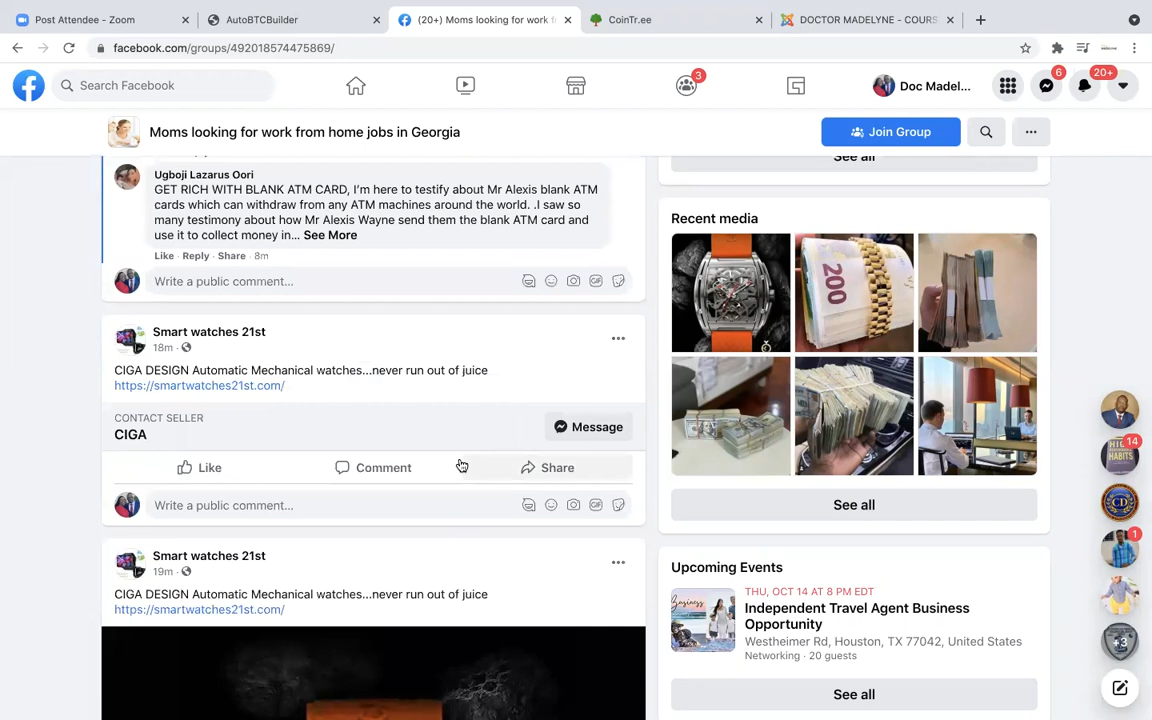 Post Attendee - Zoom
AutoBTCBuilder
(20+) Moms looking for work f
CoinTr.ee
DOCTOR MADELYNE - COURS
facebook.com/groups/492018574475869/
Search Facebook
3
Doc Madel...
6
20+
Moms looking for work from home jobs in Georgia
Join Group
See all
Ugboji Lazarus Oori
GET RICH WITH BLANK ATM CARD, I'm here to testify about Mr Alexis blank ATM
cards which can withdraw from any ATM machines around the world. .I saw so
many testimony about how Mr Alexis Wayne send them the blank ATM card and
use it to collect money in... See More
Like · Reply · Share · 8m
Write a public comment...
GIF
Recent media
200
Smart watches 21st
18m ·
CIGA DESIGN Automatic Mechanical watches...never run out of juice
https://smartwatches21st.com/
CONTACT SELLER
CIGA
Message
Like
Comment
Share
Write a public comment...
GIF
See all
Smart watches 21st
19m ·
CIGA DESIGN Automatic Mechanical watches...never run out of juice
https://smartwatches21st.com/
Upcoming Events
Business
THU, OCT 14 AT 8 PM EDT
Independent Travel Agent Business
Opportunity
Westheimer Rd, Houston, TX 77042, United States
Networking · 20 guests
See all
14
HABITS
CD
1
+3